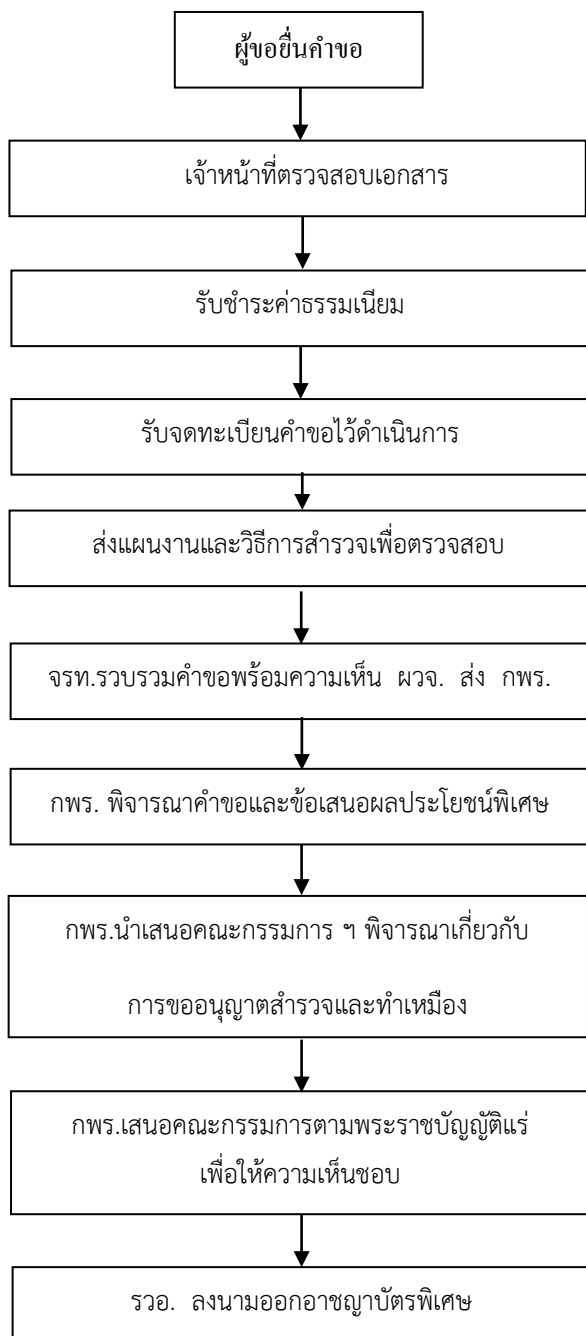 ผู้ขอยื่นคำขอ
เจ้าหน้าที่ตรวจสอบเอกสาร
รับชำระค่าธรรมเนียม
รับจดทะเบียนคำขอไว้ดำเนินการ
ส่งแผนงานและวิธีการสำรวจเพื่อตรวจสอบ
จรท.รวบรวมคำขอพร้อมความเห็น ผวจ. ส่ง กพร.
กพร. พิจารณาคำขอและข้อเสนอผลประโยชน์พิเศษ
กพร.นำเสนอคณะกรรมการ ฯ พิจารณาเกี่ยวกับ
การขออนุญาตสำรวจและทำเหมือง
กพร.เสนอคณะกรรมการตามพระราชบัญญัติแร่
เพื่อให้ความเห็นชอบ
รวอ. ลงนามออกอาชญาบัตรพิเศษ